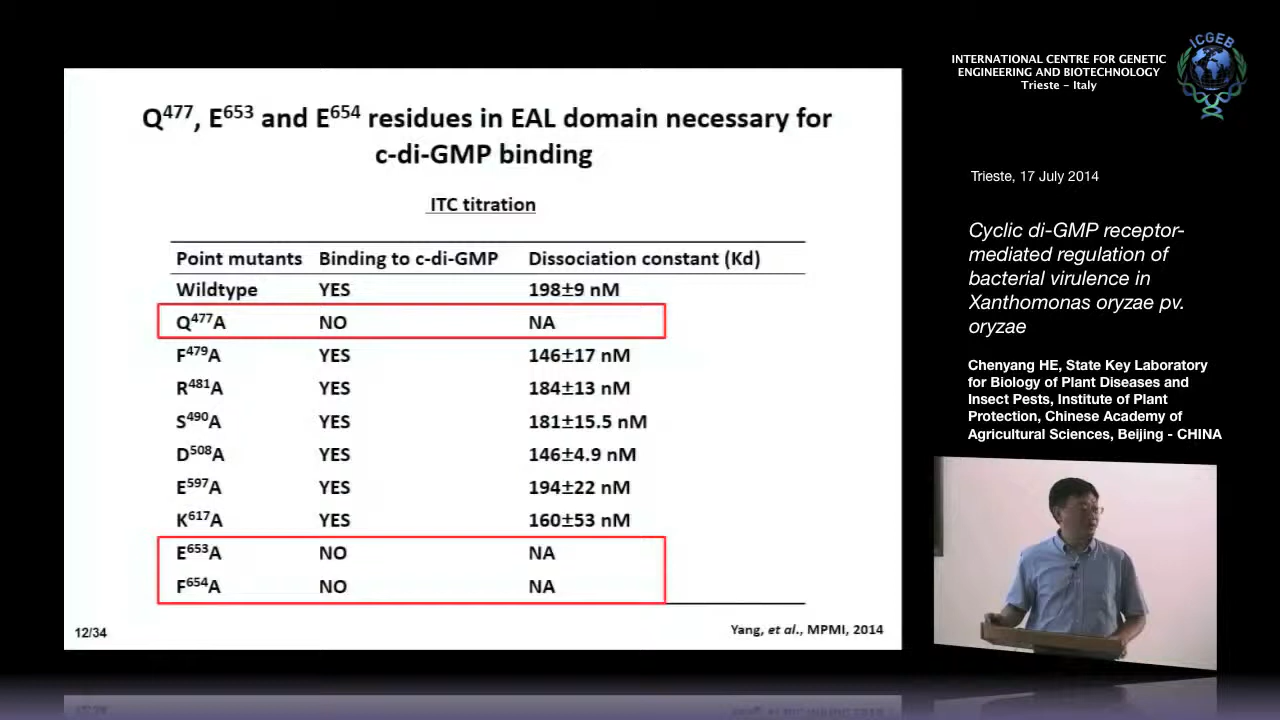 Q⁴⁷⁷, E⁶⁵³ and E⁶⁵⁴ residues in EAL domain necessary for
c-di-GMP binding
ITC titration
Point mutants Binding to c-di-GMP Dissociation constant (Kd)
Wildtype YES 198±9 nM
Q⁴⁷⁷A NO NA
F⁴⁷⁹A YES 146±17 nM
R⁴⁸¹A YES 184±13 nM
S⁴⁹⁰A YES 181±15.5 nM
D⁵⁰⁸A YES 146±4.9 nM
E⁵⁹⁷A YES 194±22 nM
K⁶¹⁷A YES 160±53 nM
E⁶⁵³A NO NA
F⁶⁵⁴A NO NA
12/34
Yang, et al., MPMI, 2014
INTERNATIONAL CENTRE FOR GENETIC
ENGINEERING AND BIOTECHNOLOGY
Trieste - Italy
ICGEB
Trieste, 17 July 2014
Cyclic di-GMP receptor-
mediated regulation of
bacterial virulence in
Xanthomonas oryzae pv.
oryzae
Chenyang HE, State Key Laboratory
for Biology of Plant Diseases and
Insect Pests, Institute of Plant
Protection, Chinese Academy of
Agricultural Sciences, Beijing - CHINA